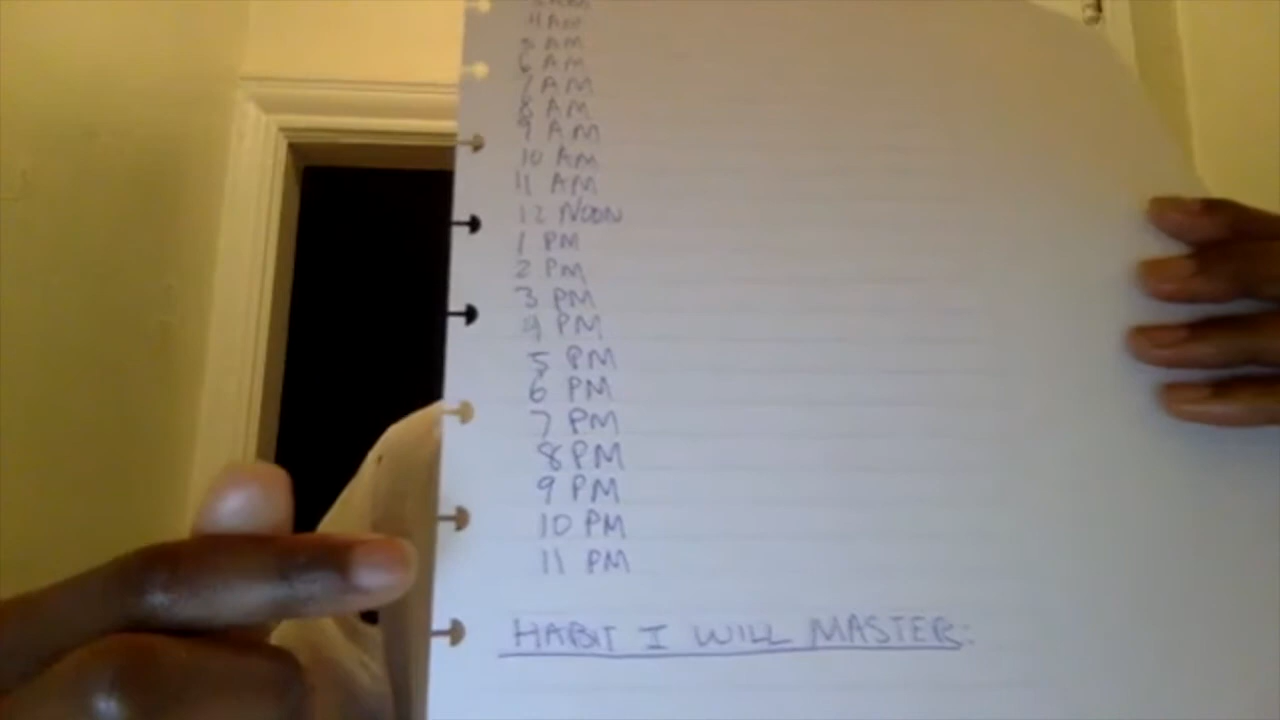 4 AM
5 AM
6 AM
7 AM
8 AM
9 AM
10 AM
11 AM
12 NOON
1 PM
2 PM
3 PM
4 PM
5 PM
6 PM
7 PM
8 PM
9 PM
10 PM
11 PM
HABIT I WILL MASTER: